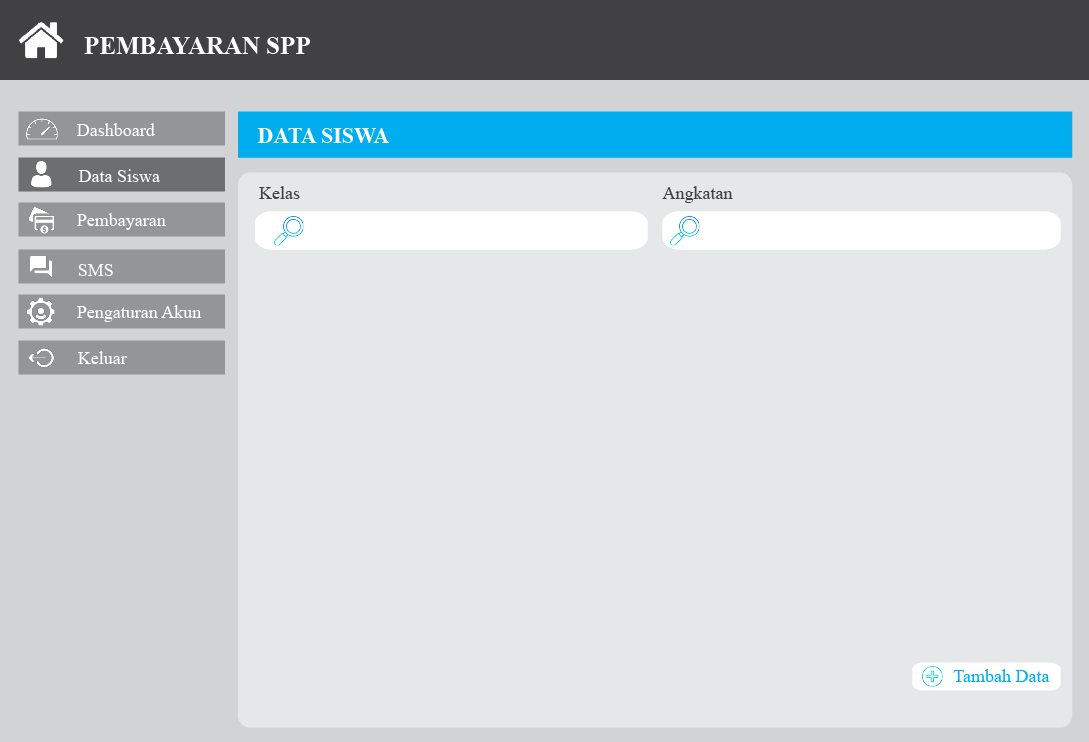 PEMBAYARAN SPP
Dashboard
Data Siswa
Pembayaran
SMS
Pengaturan Akun
Keluar
DATA SISWA
Kelas
Angkatan
Tambah Data